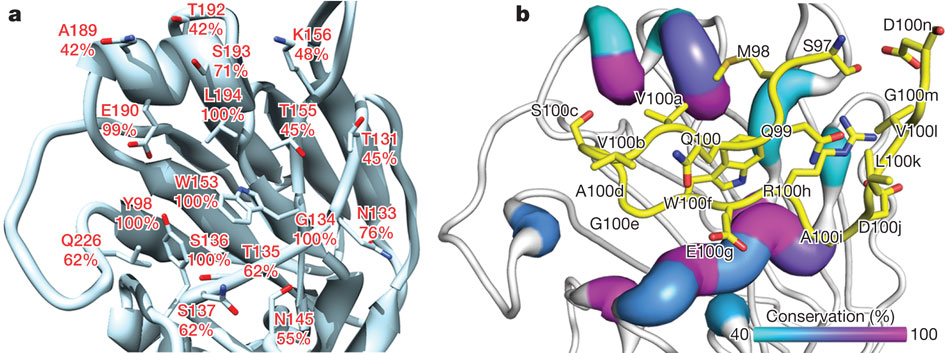 a
T192
42%
A189
42%
S193
71%
K156
48%
L194
100%
E190
99%
T155
45%
T131
45%
W153
100%
Y98
100%
G134
100%
N133
76%
Q226
62%
S136
100%
T135
62%
S137
62%
N145
55%
b
D100n
S97
M98
G100m
V100a
S100c
V100l
Q100
Q99
V100b
L100k
A100d
R100h
W100f
G100e
D100j
A100i
E100g
Conservation (%)
40
100